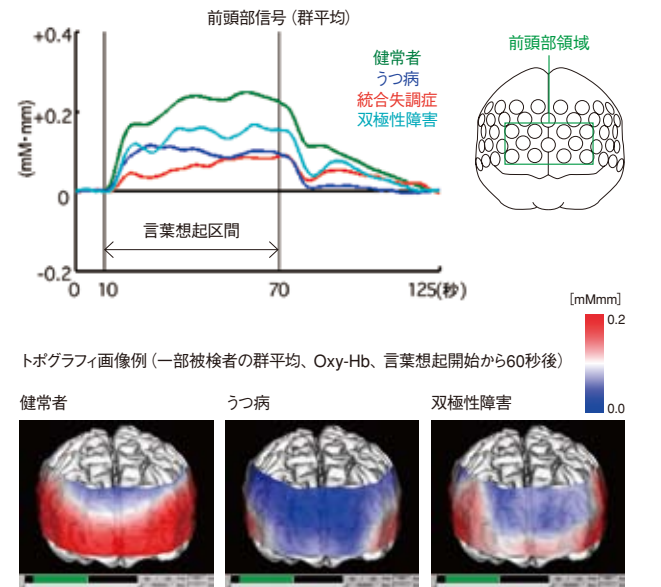 前頭部信号（群平均）
+0.4
+0.2
0
-0.2
(mM･mm)
健常者
うつ病
統合失調症
双極性障害
言葉想起区間
0 10 70 125(秒)
前頭部領域
[mMmm]
0.2
0.0
トポグラフィ画像例（一部被検者の群平均、Oxy-Hb、言葉想起開始から60秒後）
健常者 うつ病 双極性障害